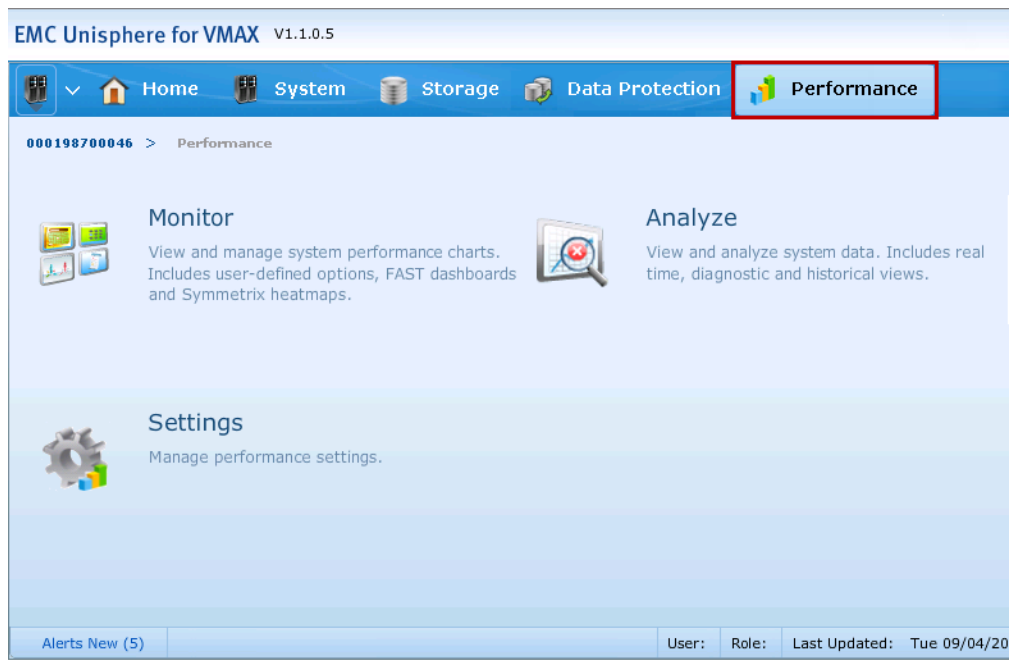 EMC Unisphere for VMAX V1.1.0.5
Home System Storage Data Protection Performance
000198700046 > Performance
Monitor
View and manage system performance charts.
Includes user-defined options, FAST dashboards
and Symmetrix heatmaps.
Analyze
View and analyze system data. Includes real
time, diagnostic and historical views.
Settings
Manage performance settings.
Alerts New (5) User: Role: Last Updated: Tue 09/04/20